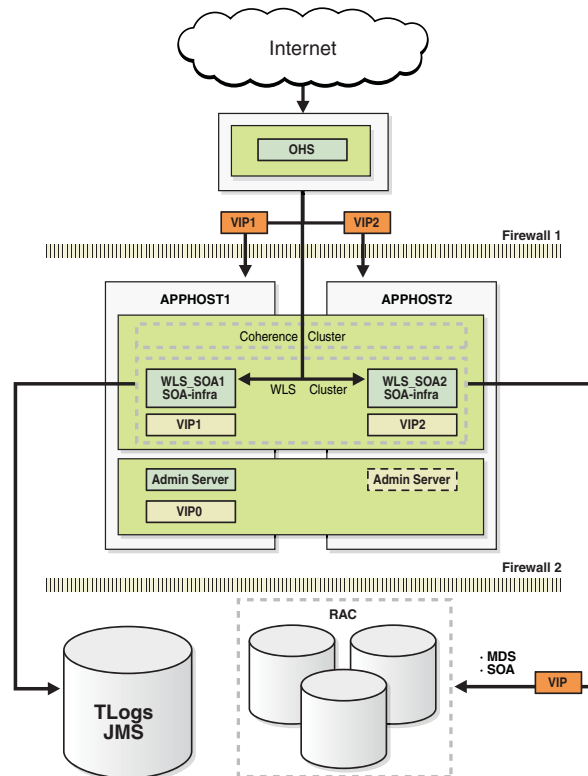 Internet
OHS
VIP1
VIP2
Firewall 1
APPHOST1
APPHOST2
Coherence Cluster
WLS_SOA1
SOA-infra
WLS Cluster
WLS_SOA2
SOA-infra
VIP1
VIP2
Admin Server
Admin Server
VIP0
Firewall 2
RAC
TLogs
JMS
· MDS
· SOA
VIP